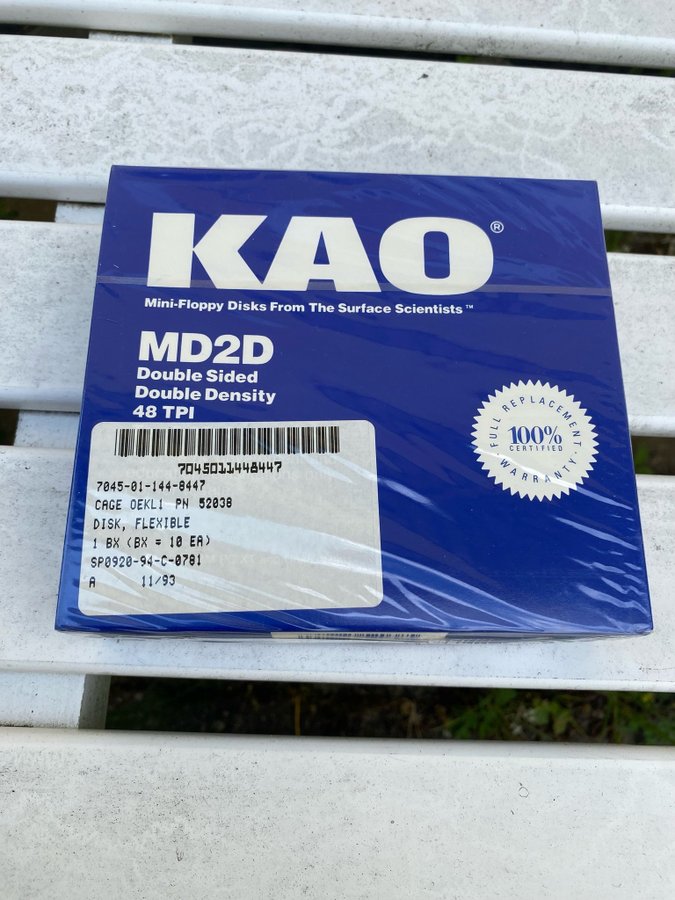 KAO®
Mini-Floppy Disks From The Surface Scientists™
MD2D
Double Sided
Double Density
48 TPI
FULL REPLACEMENT
100%
CERTIFIED
WARRANTY
7045011448447
7045-01-144-8447
CAGE OEKL1 PN 52038
DISK, FLEXIBLE
1 BX (BX = 10 EA)
SP0920-94-C-0781
A 11/93